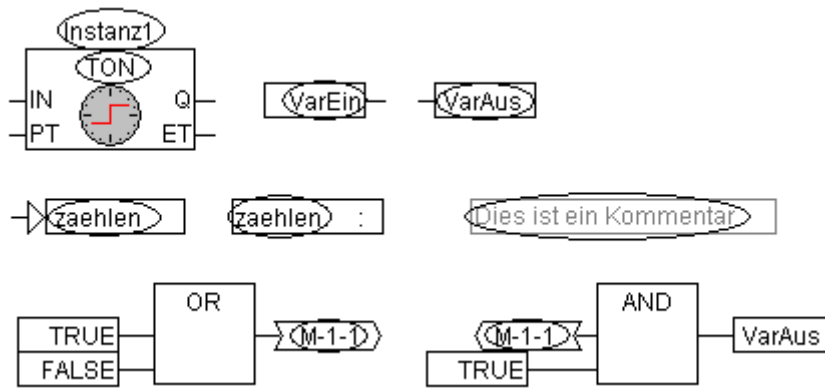 Instanz1
TON
IN Q
PT ET
VarEin
VarAus
zaehlen
zaehlen :
Dies ist ein Kommentar
OR
TRUE
FALSE
M-1-1
M-1-1
TRUE
AND
VarAus